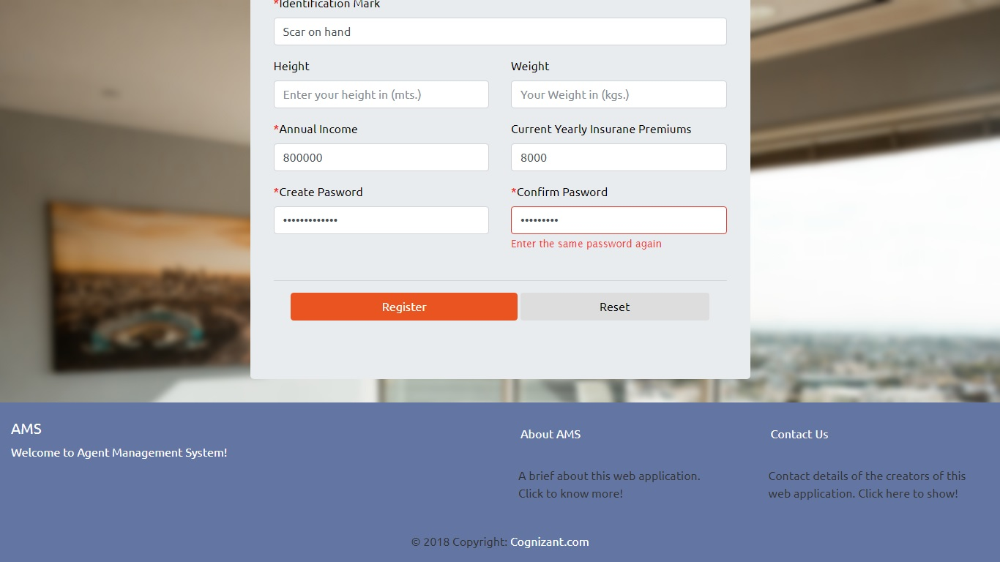 *Identification Mark
Scar on hand
Height
Weight
Enter your height in (mts.)
Your Weight in (kgs.)
*Annual Income
Current Yearly Insurane Premiums
800000
8000
*Create Pasword
*Confirm Pasword
•••••••••••••
•••••••••
Enter the same password again
Register
Reset
AMS
Welcome to Agent Management System!
About AMS
A brief about this web application.
Click to know more!
Contact Us
Contact details of the creators of this
web application. Click here to show!
© 2018 Copyright: Cognizant.com